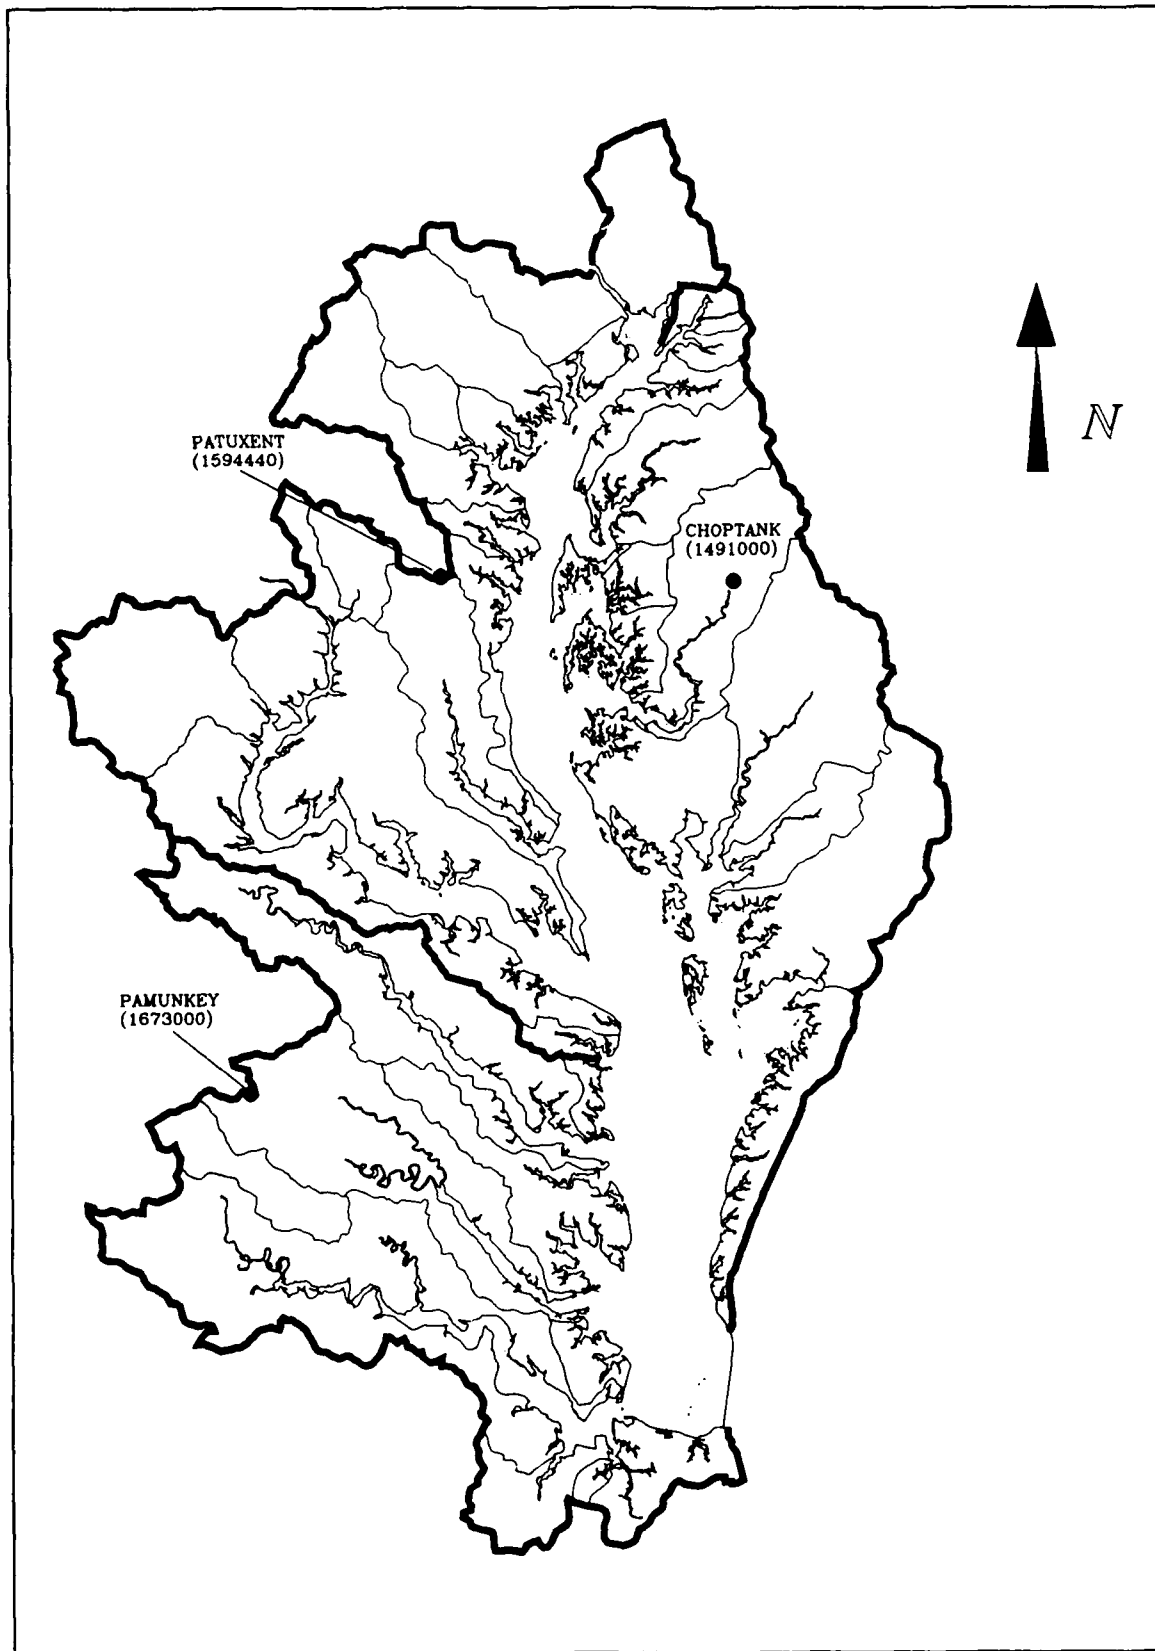 PATUXENT
(1594440)
CHOPTANK
(1491000)
PAMUNKEY
(1673000)
N